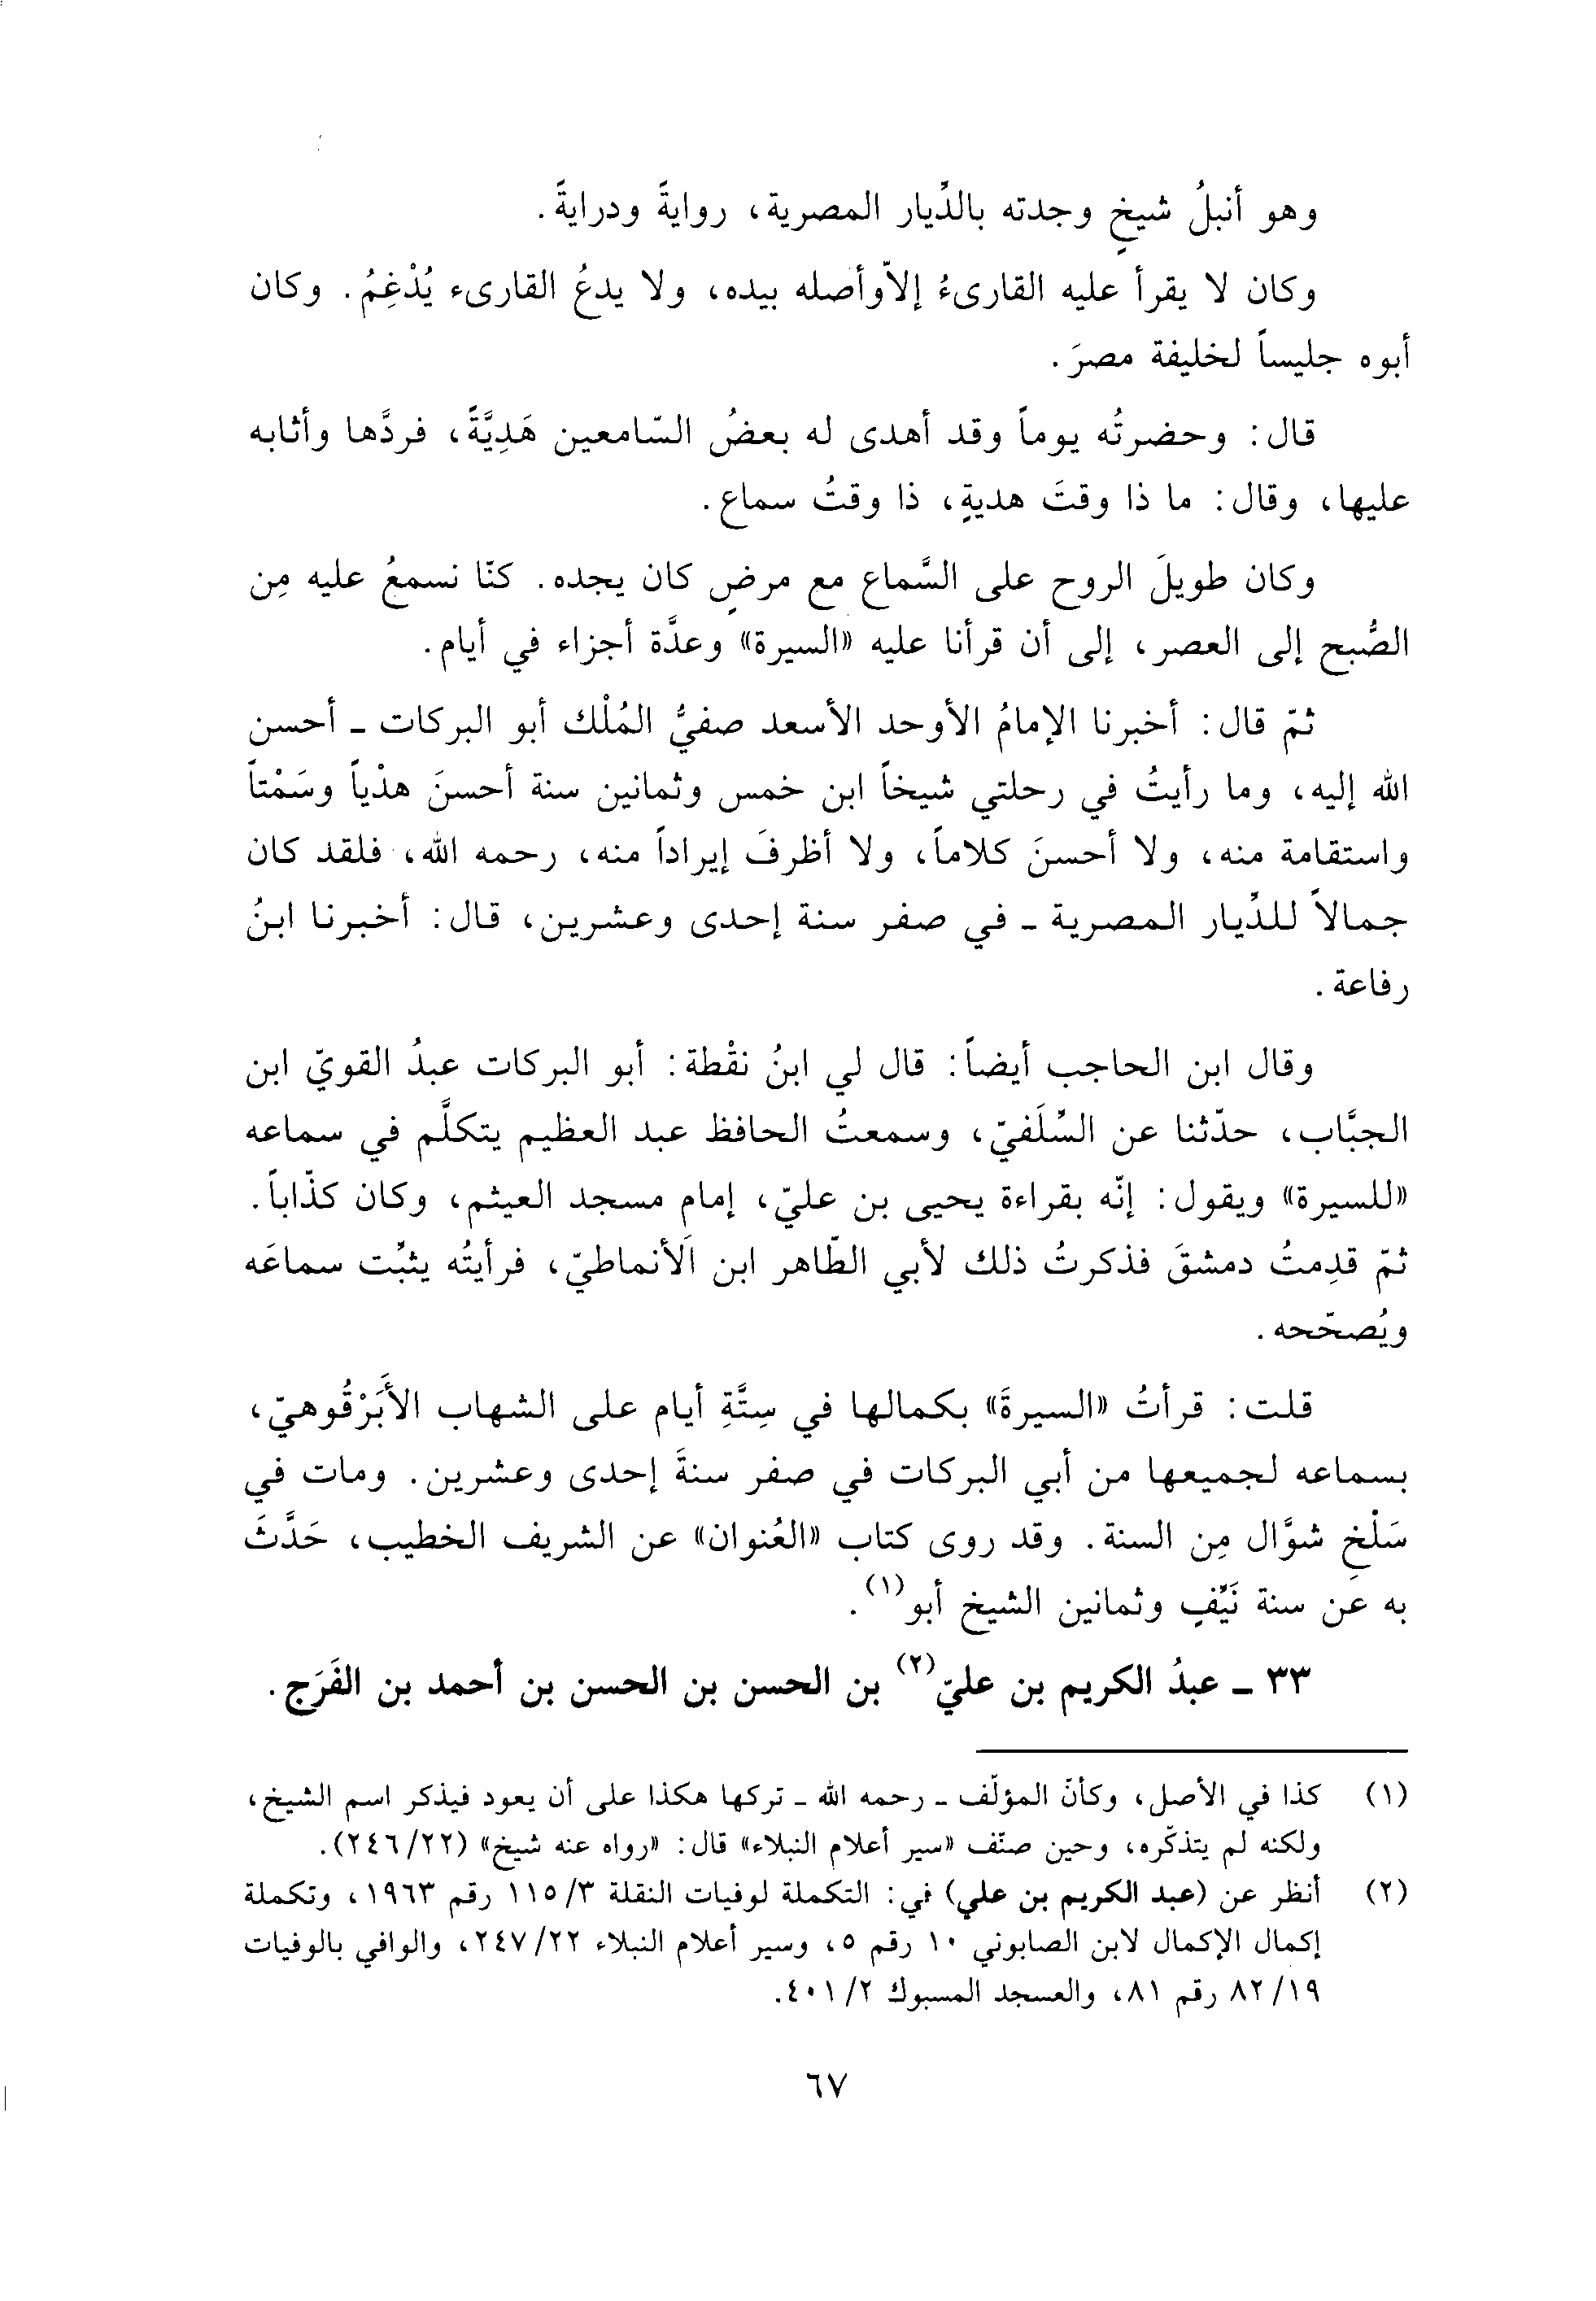 وهو أنبلُ شيخٍ وجدته بالدِّيار المصرية، روايةً ودرايةً.
وكان لا يقرأ عليه القارىءُ إلاّوأصله بيده، ولا يدعُ القارىء يُدْغِمُ. وكان
أبوه جليساً لخليفة مصرَ.
قال: وحضرتُه يوماً وقد أهدى له بعضُ السّامعين هَدِيَّةً، فردَّها وأثابه
عليها، وقال: ما ذا وقتَ هديةٍ، ذا وقتُ سماع.
وكان طويلَ الروح على السَّماع مع مرضٍ كان يجده. كنّا نسمعُ عليه مِن
الصُّبح إلى العصر، إلى أن قرأنا عليه «السيرة» وعدَّة أجزاء في أيام.
ثمّ قال: أخبرنا الإمامُ الأوحد الأسعد صفيُّ المُلْك أبو البركات ـ أحسن
الله إليه، وما رأيتُ في رحلتي شيخاً ابن خمس وثمانين سنة أحسنَ هدْياً وسَمْتاً
واستقامة منه، ولا أحسنَ كلاماً، ولا أظرفَ إيراداً منه، رحمه الله، فلقد كان
جمالاً للدِّيار المصرية ـ في صفر سنة إحدى وعشرين، قال: أخبرنا ابنُ
رفاعة.
وقال ابن الحاجب أيضاً: قال لي ابنُ نقْطة: أبو البركات عبدُ القويّ ابن
الجبَّاب، حدّثنا عن السِّلَفيّ، وسمعتُ الحافظ عبد العظيم يتكلَّم في سماعه
«للسيرة» ويقول: إنّه بقراءة يحيى بن عليّ، إمام مسجد العيثم، وكان كذّاباً.
ثمّ قدِمتُ دمشقَ فذكرتُ ذلك لأبي الطّاهر ابن الَأنماطيّ، فرأيتُه يثبِّت سماعَه
ويُصحّحه.
قلت: قرأتُ «السيرةَ» بكمالها في سِتَّةِ أيام على الشهاب الأَبَرْقُوهيّ،
بسماعه لجميعها من أبي البركات في صفر سنةَ إحدى وعشرين. ومات في
سَلْخِ شوَّال مِن السنة. وقد روى كتاب «العُنوان» عن الشريف الخطيب، حَدَّثَ
به عن سنة نَيِّفٍ وثمانين الشيخ أبو(١).
٣٣ ـ عبدُ الكريم بن عليّ(٢) بن الحسن بن الحسن بن أحمد بن الفَرَج.
(١) كذا في الأصل، وكأنّ المؤلّف ـ رحمه الله ـ تركها هكذا على أن يعود فيذكر اسم الشيخ،
ولكنه لم يتذكّره، وحين صنّف «سير أعلام النبلاء» قال: «رواه عنه شيخ» (٢٤٦/٢٢).
(٢) أنظر عن (عبد الكريم بن علي) في: التكملة لوفيات النقلة ١١٥/٣ رقم ١٩٦٣، وتكملة
إكمال الإكمال لابن الصابوني ١٠ رقم ٥، وسير أعلام النبلاء ٢٤٧/٢٢، والوافي بالوفيات
٨٢/١٩ رقم ٨١، والعسجد المسبوك ٤٠١/٢.
٦٧